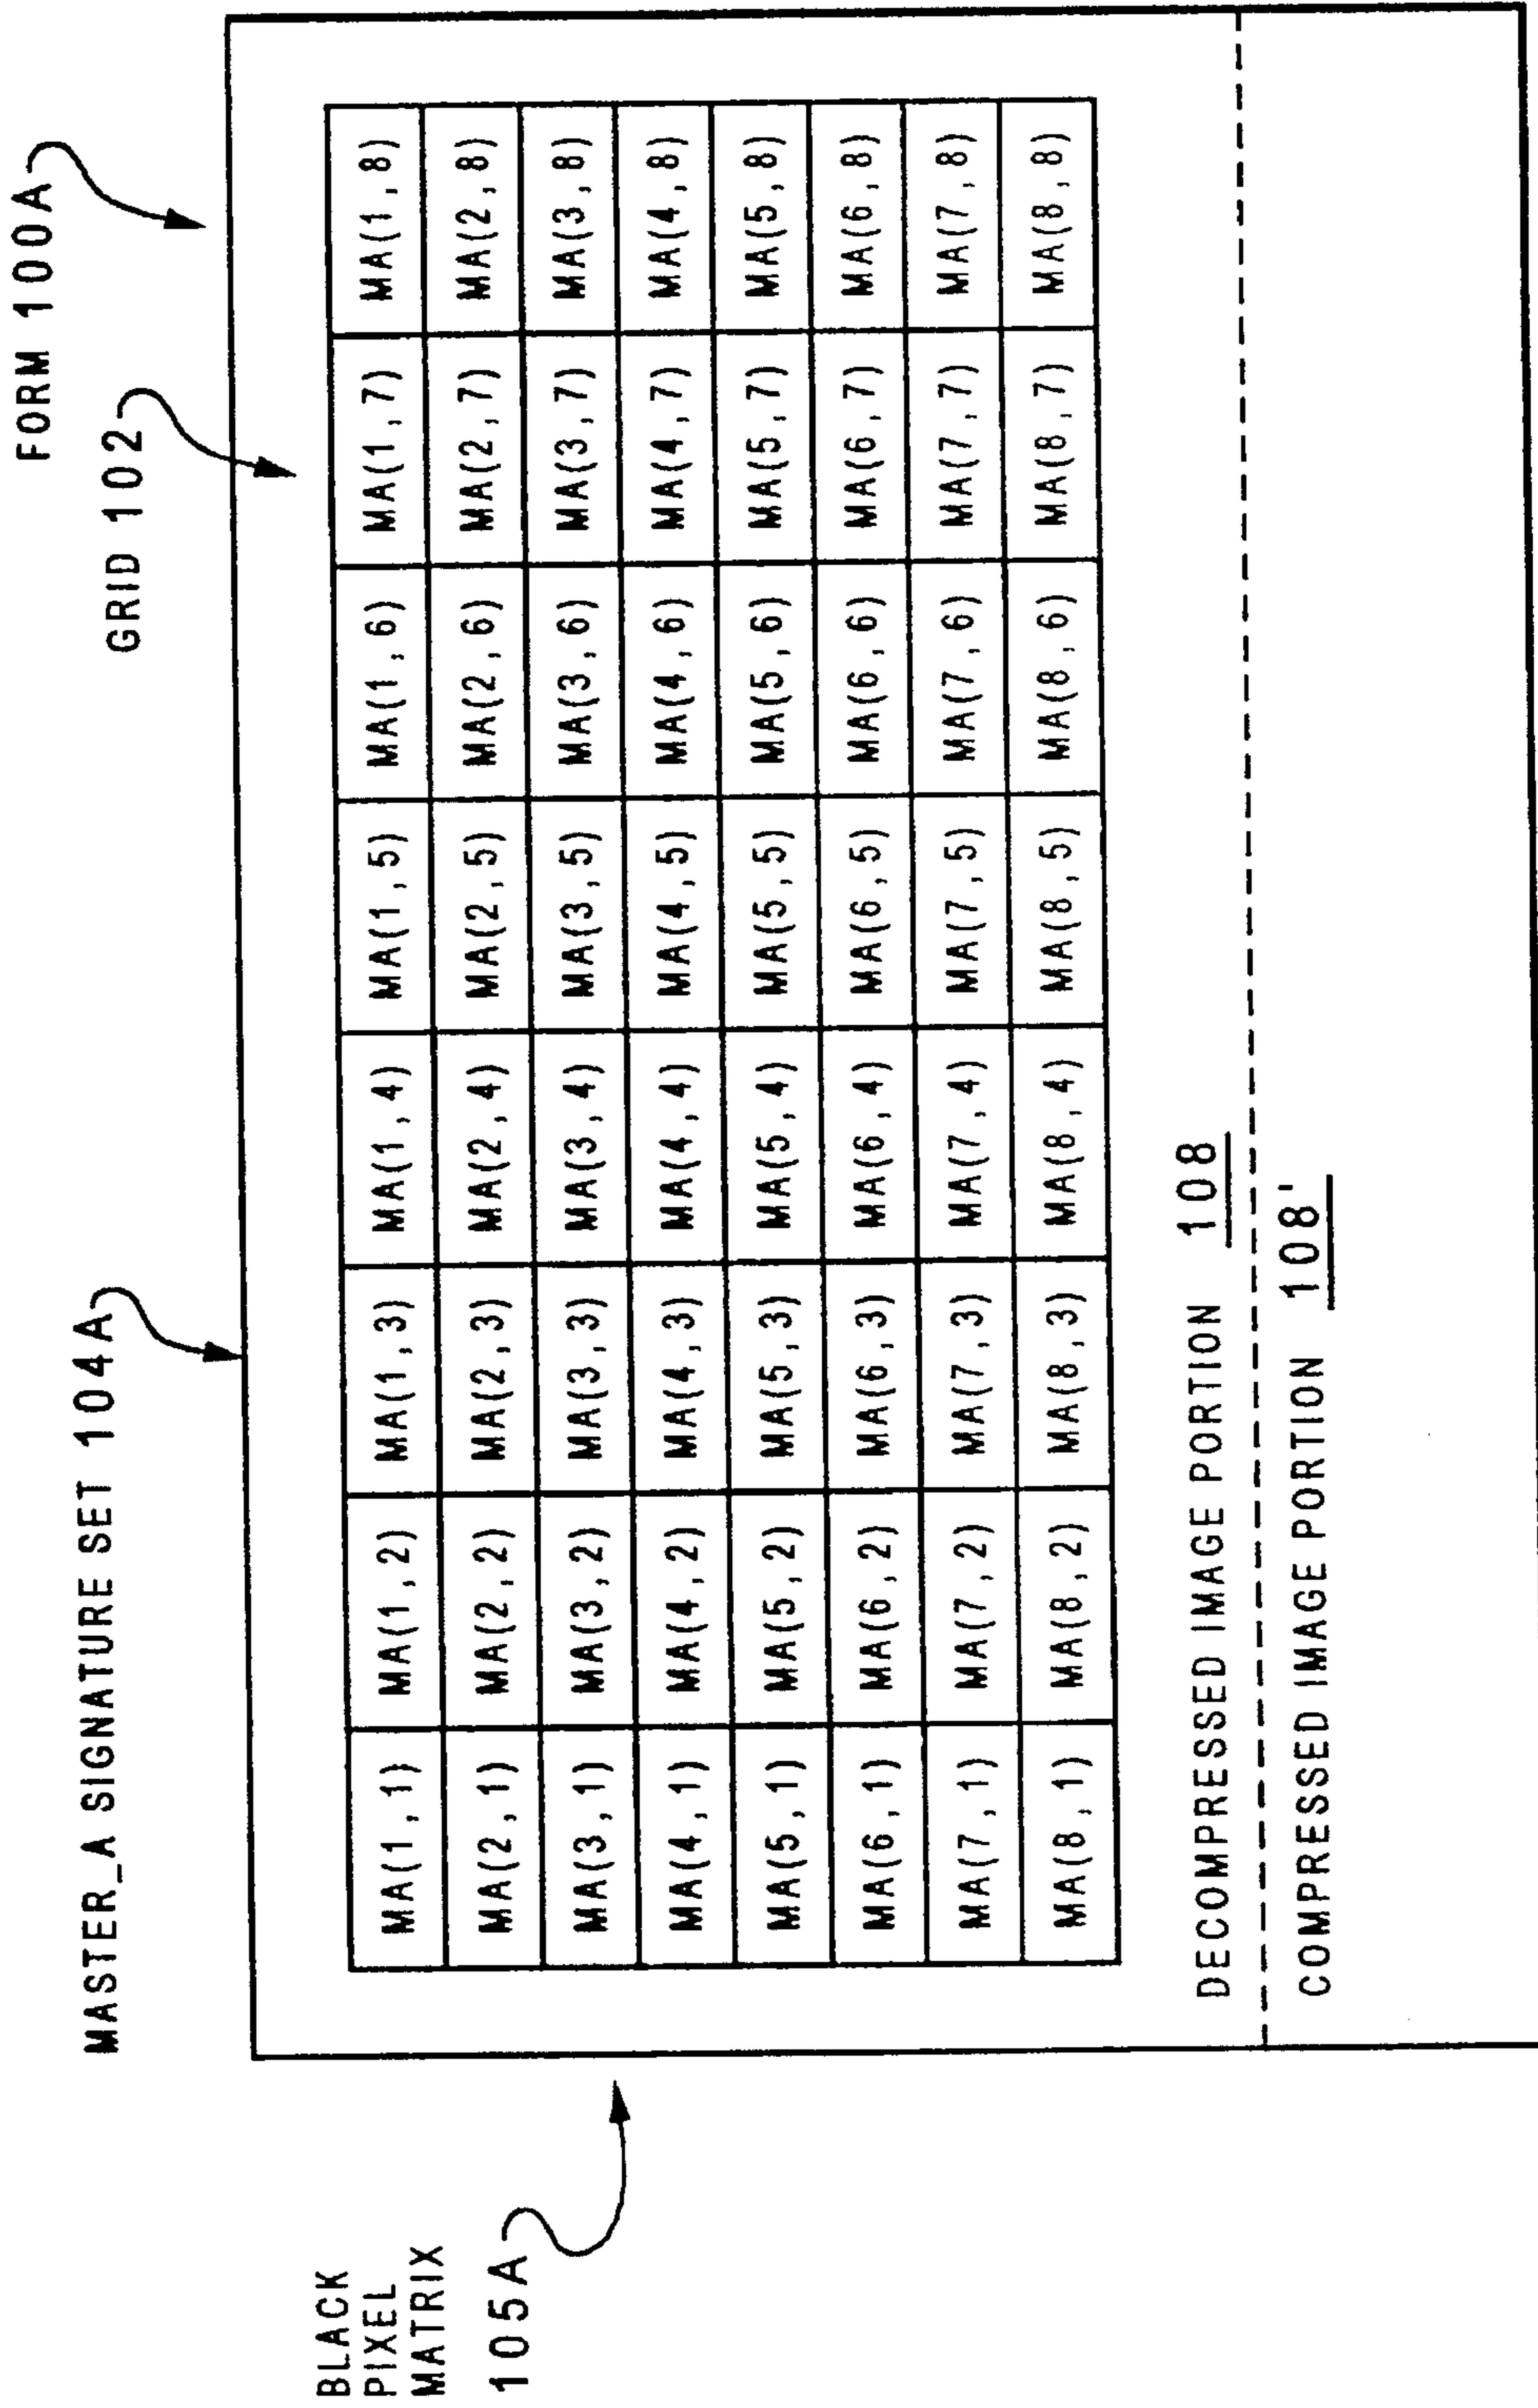 FORM 100A
GRID 102
MASTER_A SIGNATURE SET 104A
BLACK
PIXEL
MATRIX
105A
MA(1,1) MA(1,2) MA(1,3) MA(1,4) MA(1,5) MA(1,6) MA(1,7) MA(1,8)
MA(2,1) MA(2,2) MA(2,3) MA(2,4) MA(2,5) MA(2,6) MA(2,7) MA(2,8)
MA(3,1) MA(3,2) MA(3,3) MA(3,4) MA(3,5) MA(3,6) MA(3,7) MA(3,8)
MA(4,1) MA(4,2) MA(4,3) MA(4,4) MA(4,5) MA(4,6) MA(4,7) MA(4,8)
MA(5,1) MA(5,2) MA(5,3) MA(5,4) MA(5,5) MA(5,6) MA(5,7) MA(5,8)
MA(6,1) MA(6,2) MA(6,3) MA(6,4) MA(6,5) MA(6,6) MA(6,7) MA(6,8)
MA(7,1) MA(7,2) MA(7,3) MA(7,4) MA(7,5) MA(7,6) MA(7,7) MA(7,8)
MA(8,1) MA(8,2) MA(8,3) MA(8,4) MA(8,5) MA(8,6) MA(8,7) MA(8,8)
DECOMPRESSED IMAGE PORTION 108
COMPRESSED IMAGE PORTION 108'